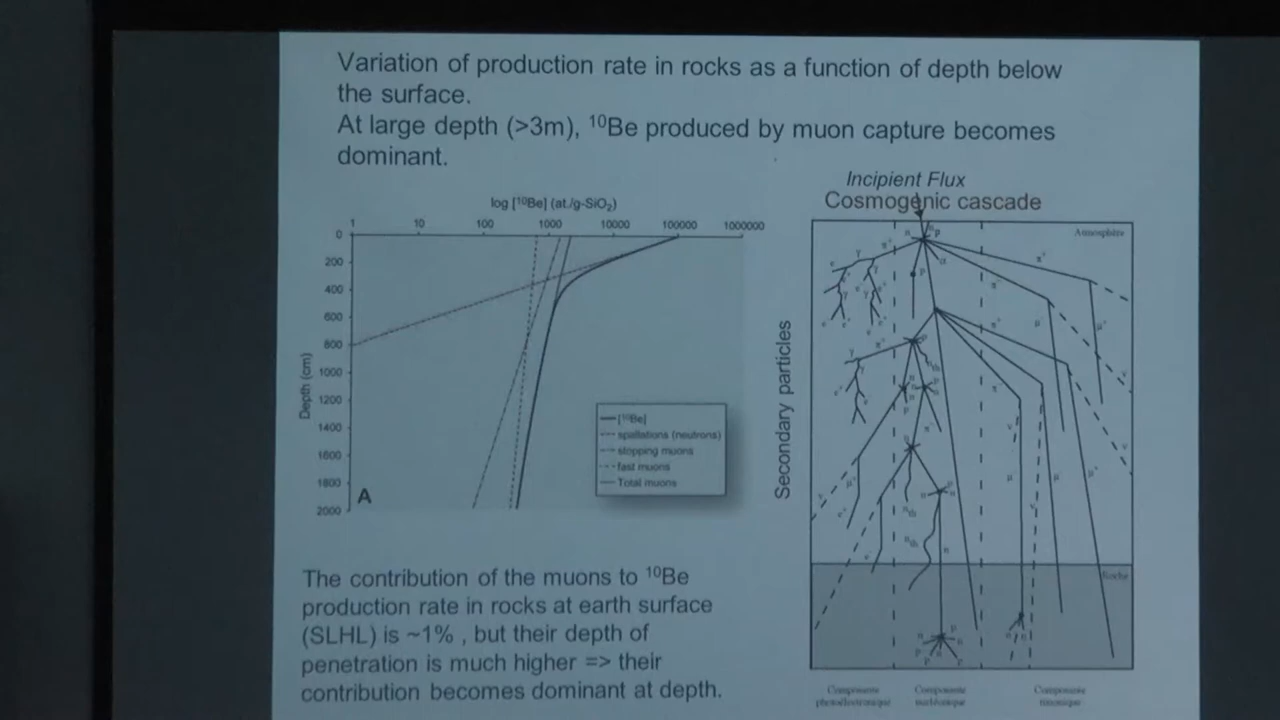 Variation of production rate in rocks as a function of depth below
the surface.
At large depth (>3m), ¹⁰Be produced by muon capture becomes
dominant.
log [¹⁰Be] (at./g-SiO₂)
1 10 100 1000 10000 100000 1000000
Depth (cm)
0
200
400
600
800
1000
1200
1400
1600
1800
2000
A
[¹⁰Be]
spallations (neutrons)
stopping muons
fast muons
Total muons
Incipient Flux
Cosmogenic cascade
Secondary particles
Atmosphère
Roche
Composante
photoélectronique
Composante
nucléonique
Composante
muonique
The contribution of the muons to ¹⁰Be
production rate in rocks at earth surface
(SLHL) is ~1% , but their depth of
penetration is much higher => their
contribution becomes dominant at depth.